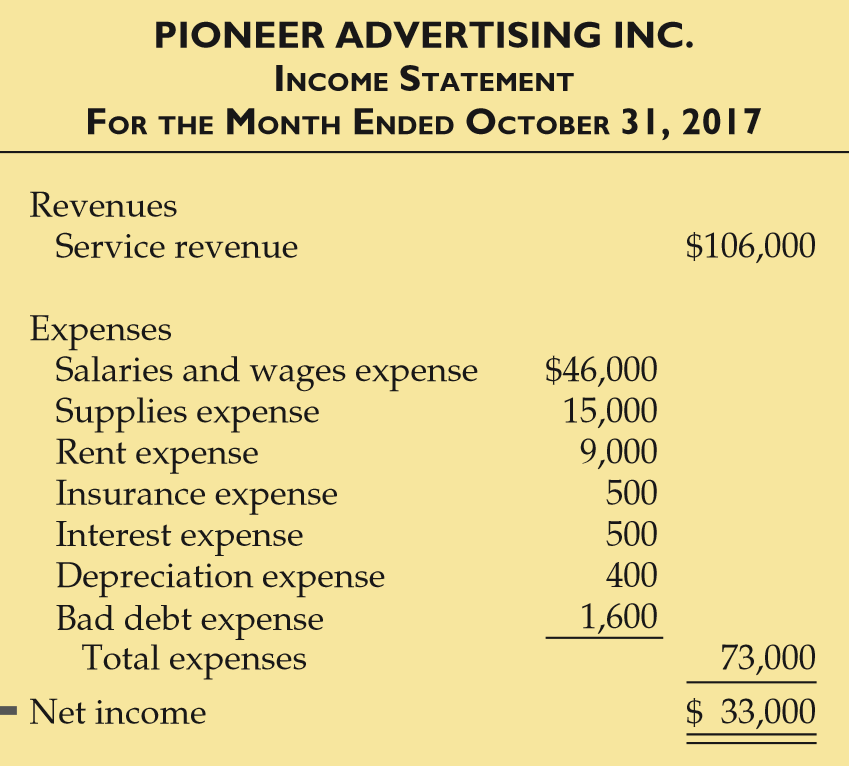 PIONEER ADVERTISING INC.
INCOME STATEMENT
FOR THE MONTH ENDED OCTOBER 31, 2017
Revenues
Service revenue $106,000
Expenses
Salaries and wages expense $46,000
Supplies expense 15,000
Rent expense 9,000
Insurance expense 500
Interest expense 500
Depreciation expense 400
Bad debt expense 1,600
Total expenses 73,000
Net income $ 33,000